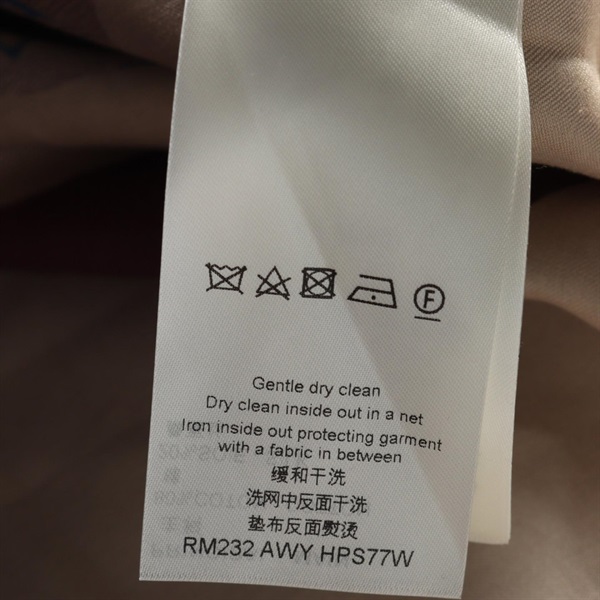 F
Gentle dry clean
Dry clean inside out in a net
Iron inside out protecting garment
with a fabric in between
缓和干洗
洗网中反面干洗
垫布反面熨烫
RM232 AWY HPS77W